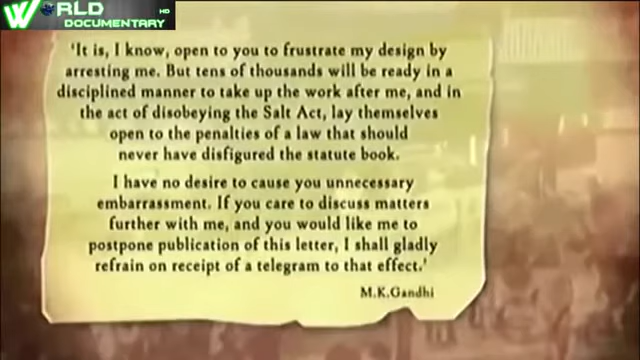 WORLD
DOCUMENTARY HD
'It is, I know, open to you to frustrate my design by
arresting me. But tens of thousands will be ready in a
disciplined manner to take up the work after me, and in
the act of disobeying the Salt Act, lay themselves
open to the penalties of a law that should
never have disfigured the statute book.
I have no desire to cause you unnecessary
embarrassment. If you care to discuss matters
further with me, and you would like me to
postpone publication of this letter, I shall gladly
refrain on receipt of a telegram to that effect.'
M.K.Gandhi